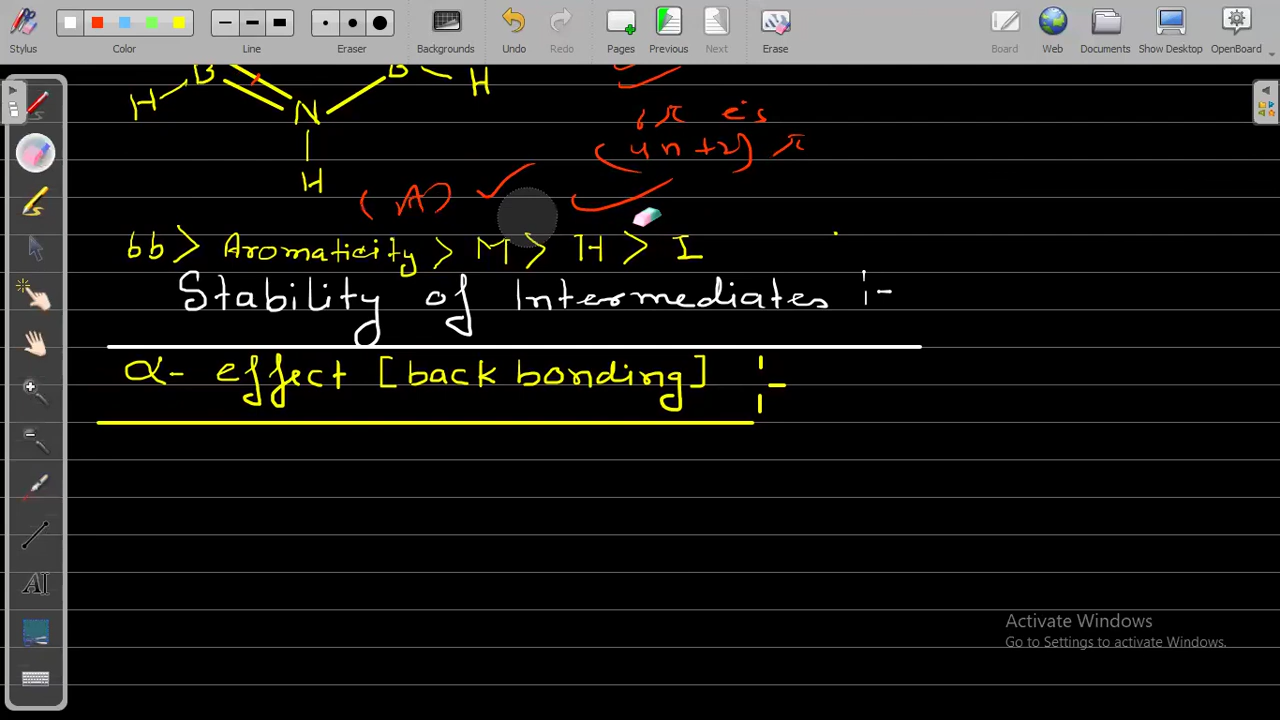 Stylus Color Line Eraser Backgrounds Undo Redo Pages Previous Next Erase Board Web Documents Show Desktop OpenBoard
H B N B H
H
6π e⁻s
(4n+2)π
(A) ✓
bb > Aromaticity > M > H > I
Stability of Intermediates :-
α- effect [back bonding] :-
Activate Windows
Go to Settings to activate Windows.